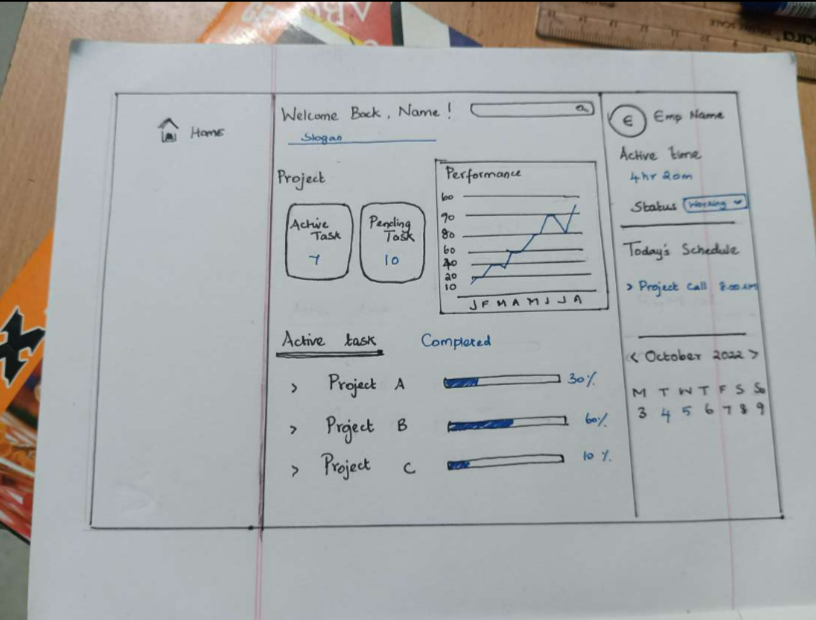 Home
Welcome Back, Name!
Slogan
Project
Active Task
7
Pending Task
10
Performance
60
90
80
60
40
20
10
J F M A M J J A
Active task
Completed
> Project A 30%
> Project B 60%
> Project C 10%
E Emp Name
Active time
4hr 20m
Status Working
Today's Schedule
> Project Call 8:00 AM
< October 2022 >
M T W T F S So
3 4 5 6 7 8 9